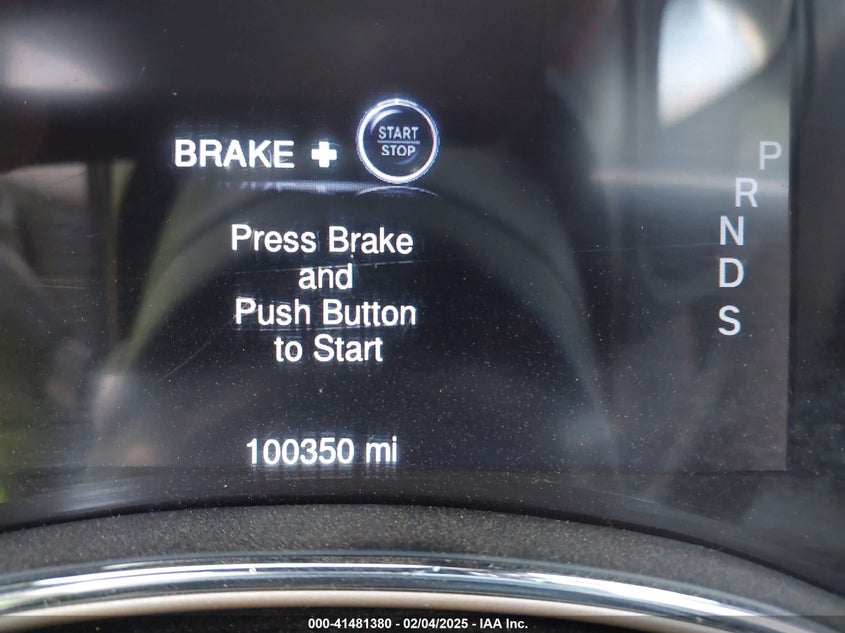 BRAKE +
START
STOP
P
R
N
D
S
Press Brake
and
Push Button
to Start
100350 mi
000-41481380 - 02/04/2025 - IAA Inc.